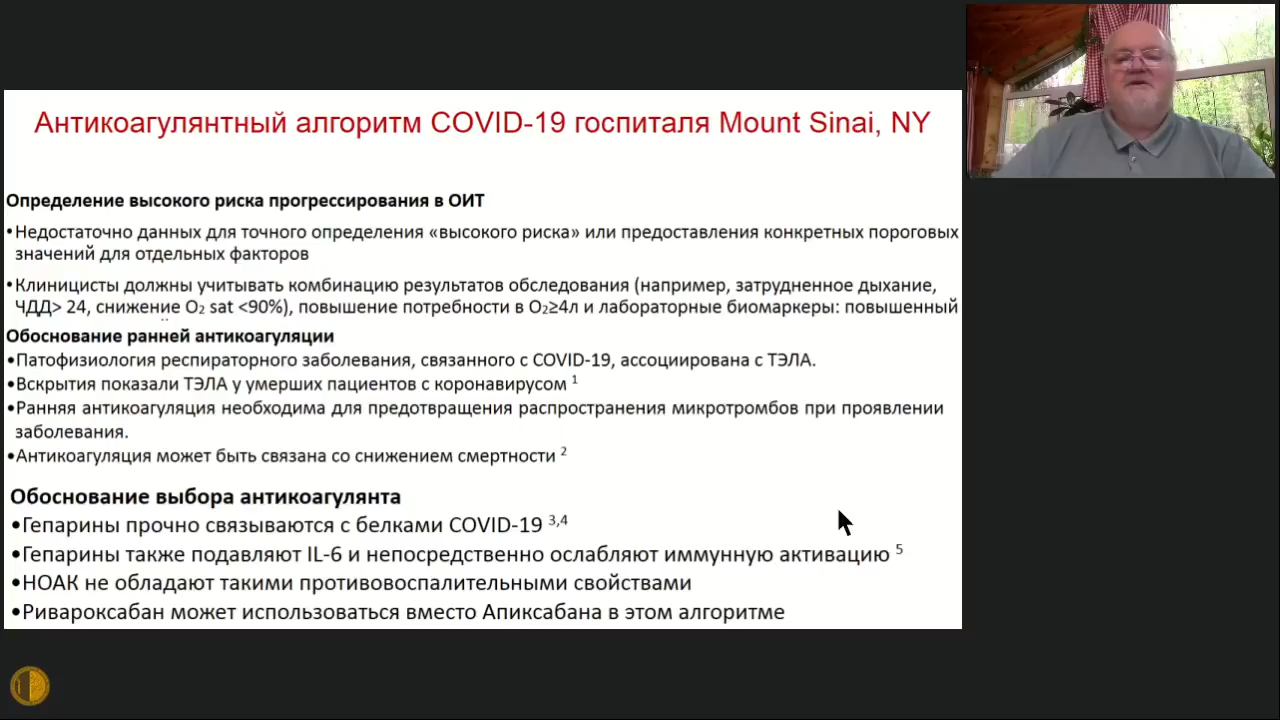 Антикоагулянтный алгоритм COVID-19 госпиталя Mount Sinai, NY
Определение высокого риска прогрессирования в ОИТ
•Недостаточно данных для точного определения «высокого риска» или предоставления конкретных пороговых
значений для отдельных факторов
•Клиницисты должны учитывать комбинацию результатов обследования (например, затрудненное дыхание,
ЧДД> 24, снижение O₂ sat <90%), повышение потребности в O₂≥4л и лабораторные биомаркеры: повышенный
Обоснование ранней антикоагуляции
•Патофизиология респираторного заболевания, связанного с COVID-19, ассоциирована с ТЭЛА.
•Вскрытия показали ТЭЛА у умерших пациентов с коронавирусом ¹
•Ранняя антикоагуляция необходима для предотвращения распространения микротромбов при проявлении
заболевания.
•Антикоагуляция может быть связана со снижением смертности ²
Обоснование выбора антикоагулянта
•Гепарины прочно связываются с белками COVID-19 ³,⁴
•Гепарины также подавляют IL-6 и непосредственно ослабляют иммунную активацию ⁵
•НОАК не обладают такими противовоспалительными свойствами
•Ривароксабан может использоваться вместо Апиксабана в этом алгоритме